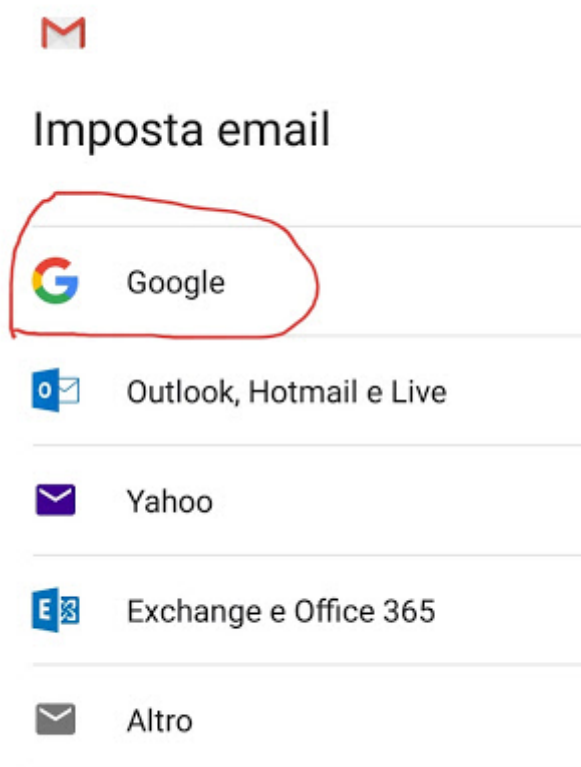 Imposta email
Google
Outlook, Hotmail e Live
Yahoo
Exchange e Office 365
Altro